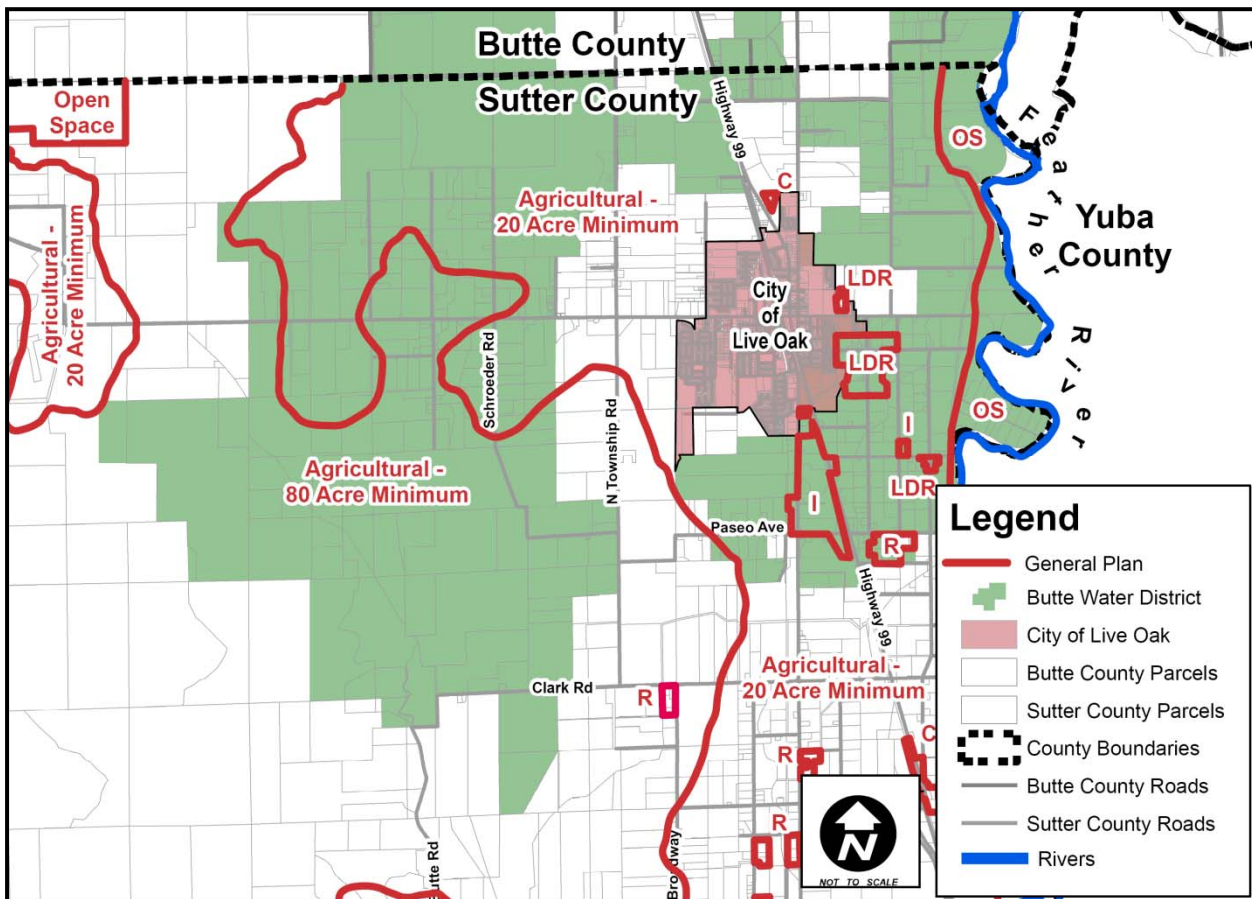 Butte County
Sutter County
Open
Space
Highway 99
Feather River
OS
C
Yuba
County
Agricultural -
20 Acre Minimum
Agricultural -
20 Acre Minimum
LDR
City
of
Live Oak
Schroeder Rd
LDR
OS
N Township Rd
I
Agricultural -
80 Acre Minimum
LDR
I
Paseo Ave
R
Highway 99
Agricultural -
20 Acre Minimum
Clark Rd
R
C
R
R
Broadway
Legend
General Plan
Butte Water District
City of Live Oak
Butte County Parcels
Sutter County Parcels
County Boundaries
Butte County Roads
Sutter County Roads
Rivers
N
NOT TO SCALE